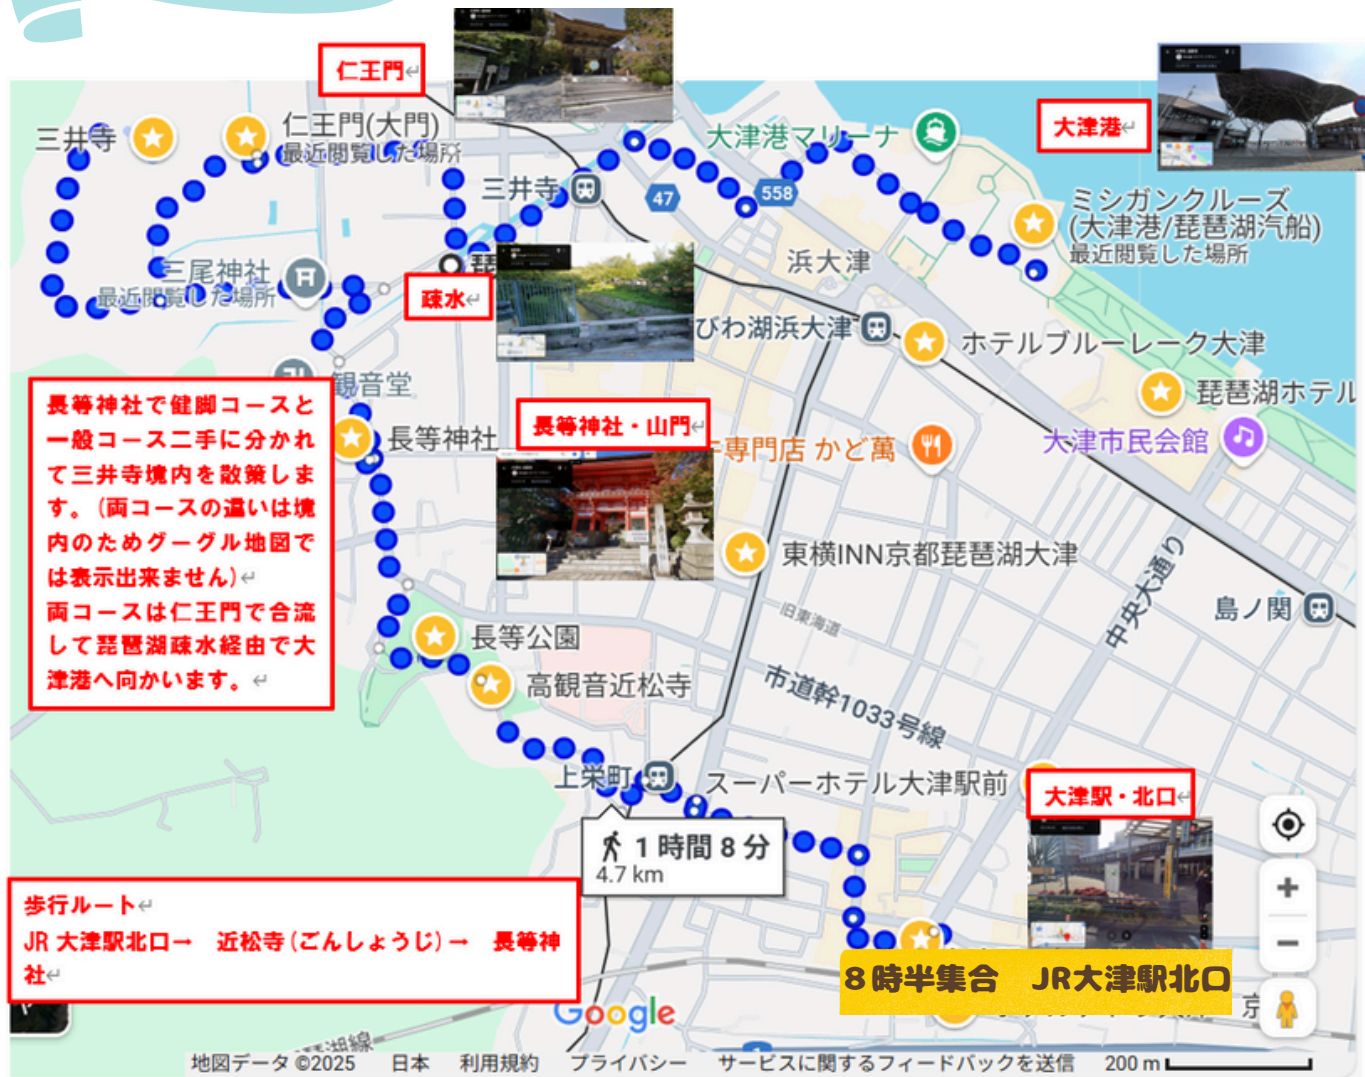 仁王門
大津港
三井寺
仁王門(大門)
最近閲覧した場所
三井寺
47
558
大津港マリーナ
ミシガンクルーズ
(大津港/琵琶湖汽船)
最近閲覧した場所
三尾神社
最近閲覧した場所
琵
疎水
浜大津
びわ湖浜大津
ホテルブルーレーク大津
琵琶湖ホテル
大津市民会館
観音堂
長等神社で健脚コースと
一般コース二手に分かれ
て三井寺境内を散策しま
す。(両コースの違いは境
内のためグーグル地図で
は表示出来ません)
両コースは仁王門で合流
して琵琶湖疎水経由で大
津港へ向かいます。
長等神社
長等神社・山門
専門店 かど萬
東横INN京都琵琶湖大津
旧東海道
中央大通り
島ノ関
長等公園
高観音近松寺
市道幹1033号線
上栄町
スーパーホテル大津駅前
大津駅・北口
1 時間 8 分
4.7 km
歩行ルート
JR 大津駅北口→ 近松寺(ごんしょうじ)→ 長等神
社
8時半集合 JR大津駅北口
京
Google
琶湖線
地図データ ©2025 日本 利用規約 プライバシー サービスに関するフィードバックを送信 200 m